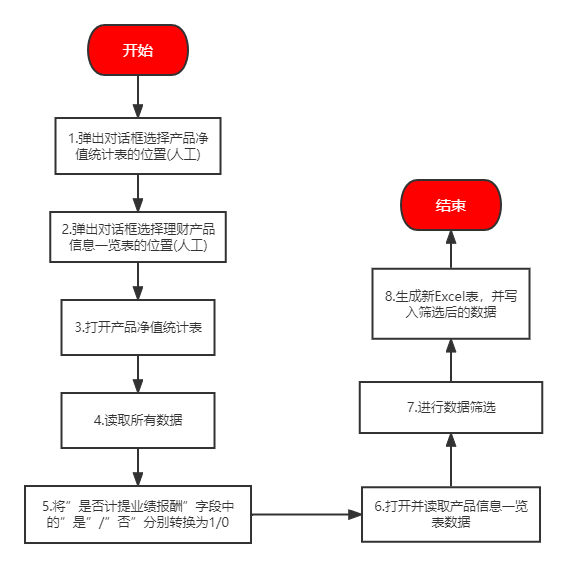 开始
1.弹出对话框选择产品净
值统计表的位置(人工)
2.弹出对话框选择理财产品
信息一览表的位置(人工)
3.打开产品净值统计表
4.读取所有数据
5.将”是否计提业绩报酬”字段中
的”是”/”否”分别转换为1/0
6.打开并读取产品信息一览
表数据
7.进行数据筛选
8.生成新Excel表，并写
入筛选后的数据
结束